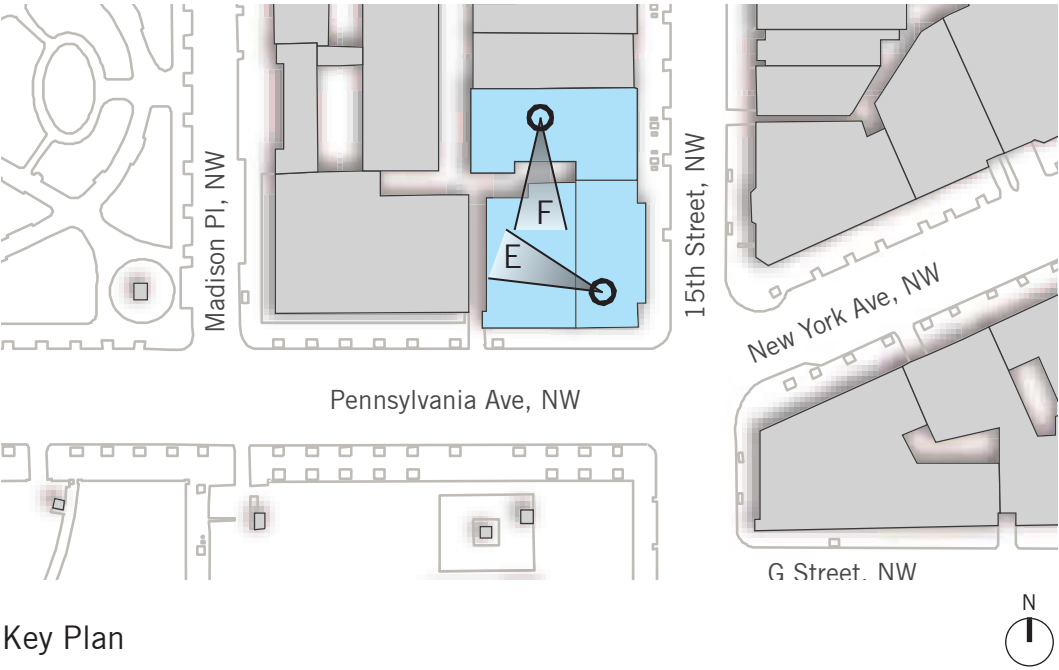 Madison Pl, NW
15th Street, NW
F
E
New York Ave, NW
Pennsylvania Ave, NW
G Street, NW
N
Key Plan